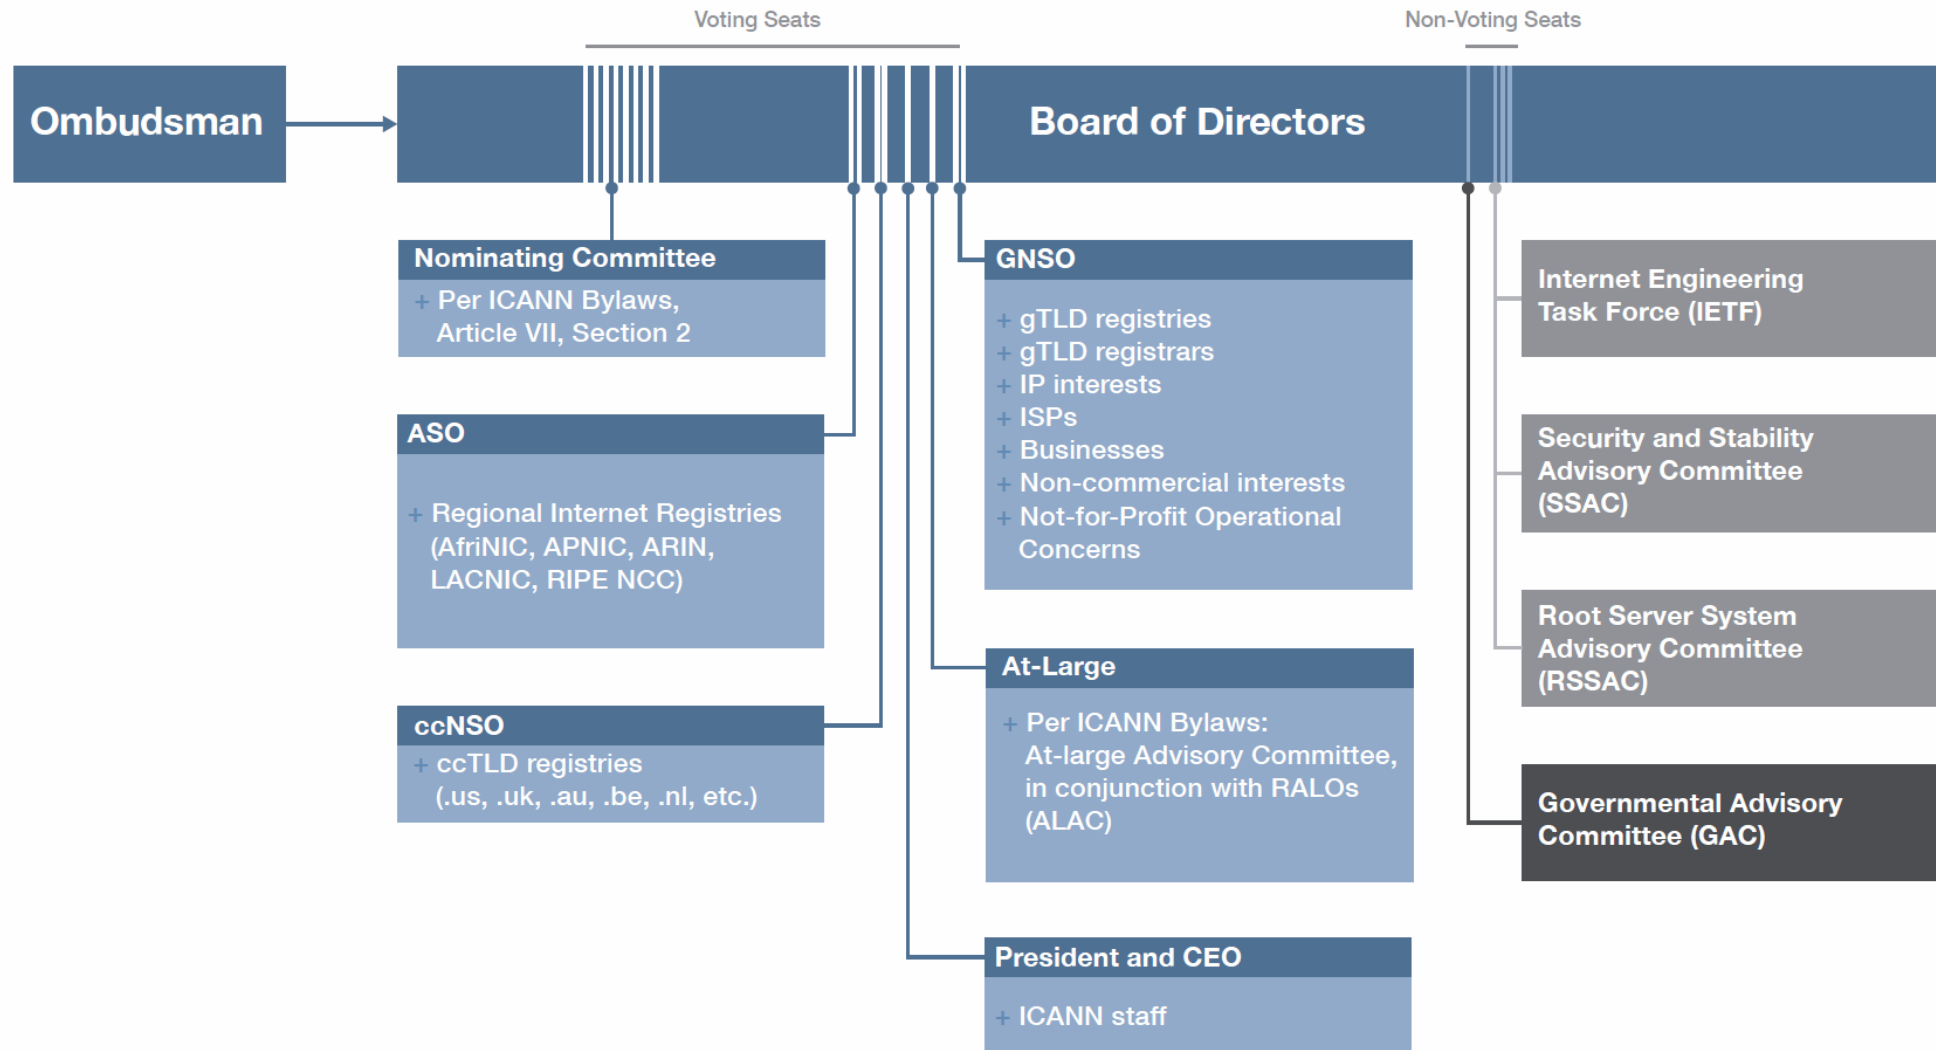 Voting Seats
Non-Voting Seats
Ombudsman
Board of Directors
Nominating Committee
+ Per ICANN Bylaws,
Article VII, Section 2
ASO
+ Regional Internet Registries
(AfriNIC, APNIC, ARIN,
LACNIC, RIPE NCC)
ccNSO
+ ccTLD registries
(.us, .uk, .au, .be, .nl, etc.)
GNSO
+ gTLD registries
+ gTLD registrars
+ IP interests
+ ISPs
+ Businesses
+ Non-commercial interests
+ Not-for-Profit Operational
Concerns
At-Large
+ Per ICANN Bylaws:
At-large Advisory Committee,
in conjunction with RALOs
(ALAC)
President and CEO
+ ICANN staff
Internet Engineering
Task Force (IETF)
Security and Stability
Advisory Committee
(SSAC)
Root Server System
Advisory Committee
(RSSAC)
Governmental Advisory
Committee (GAC)